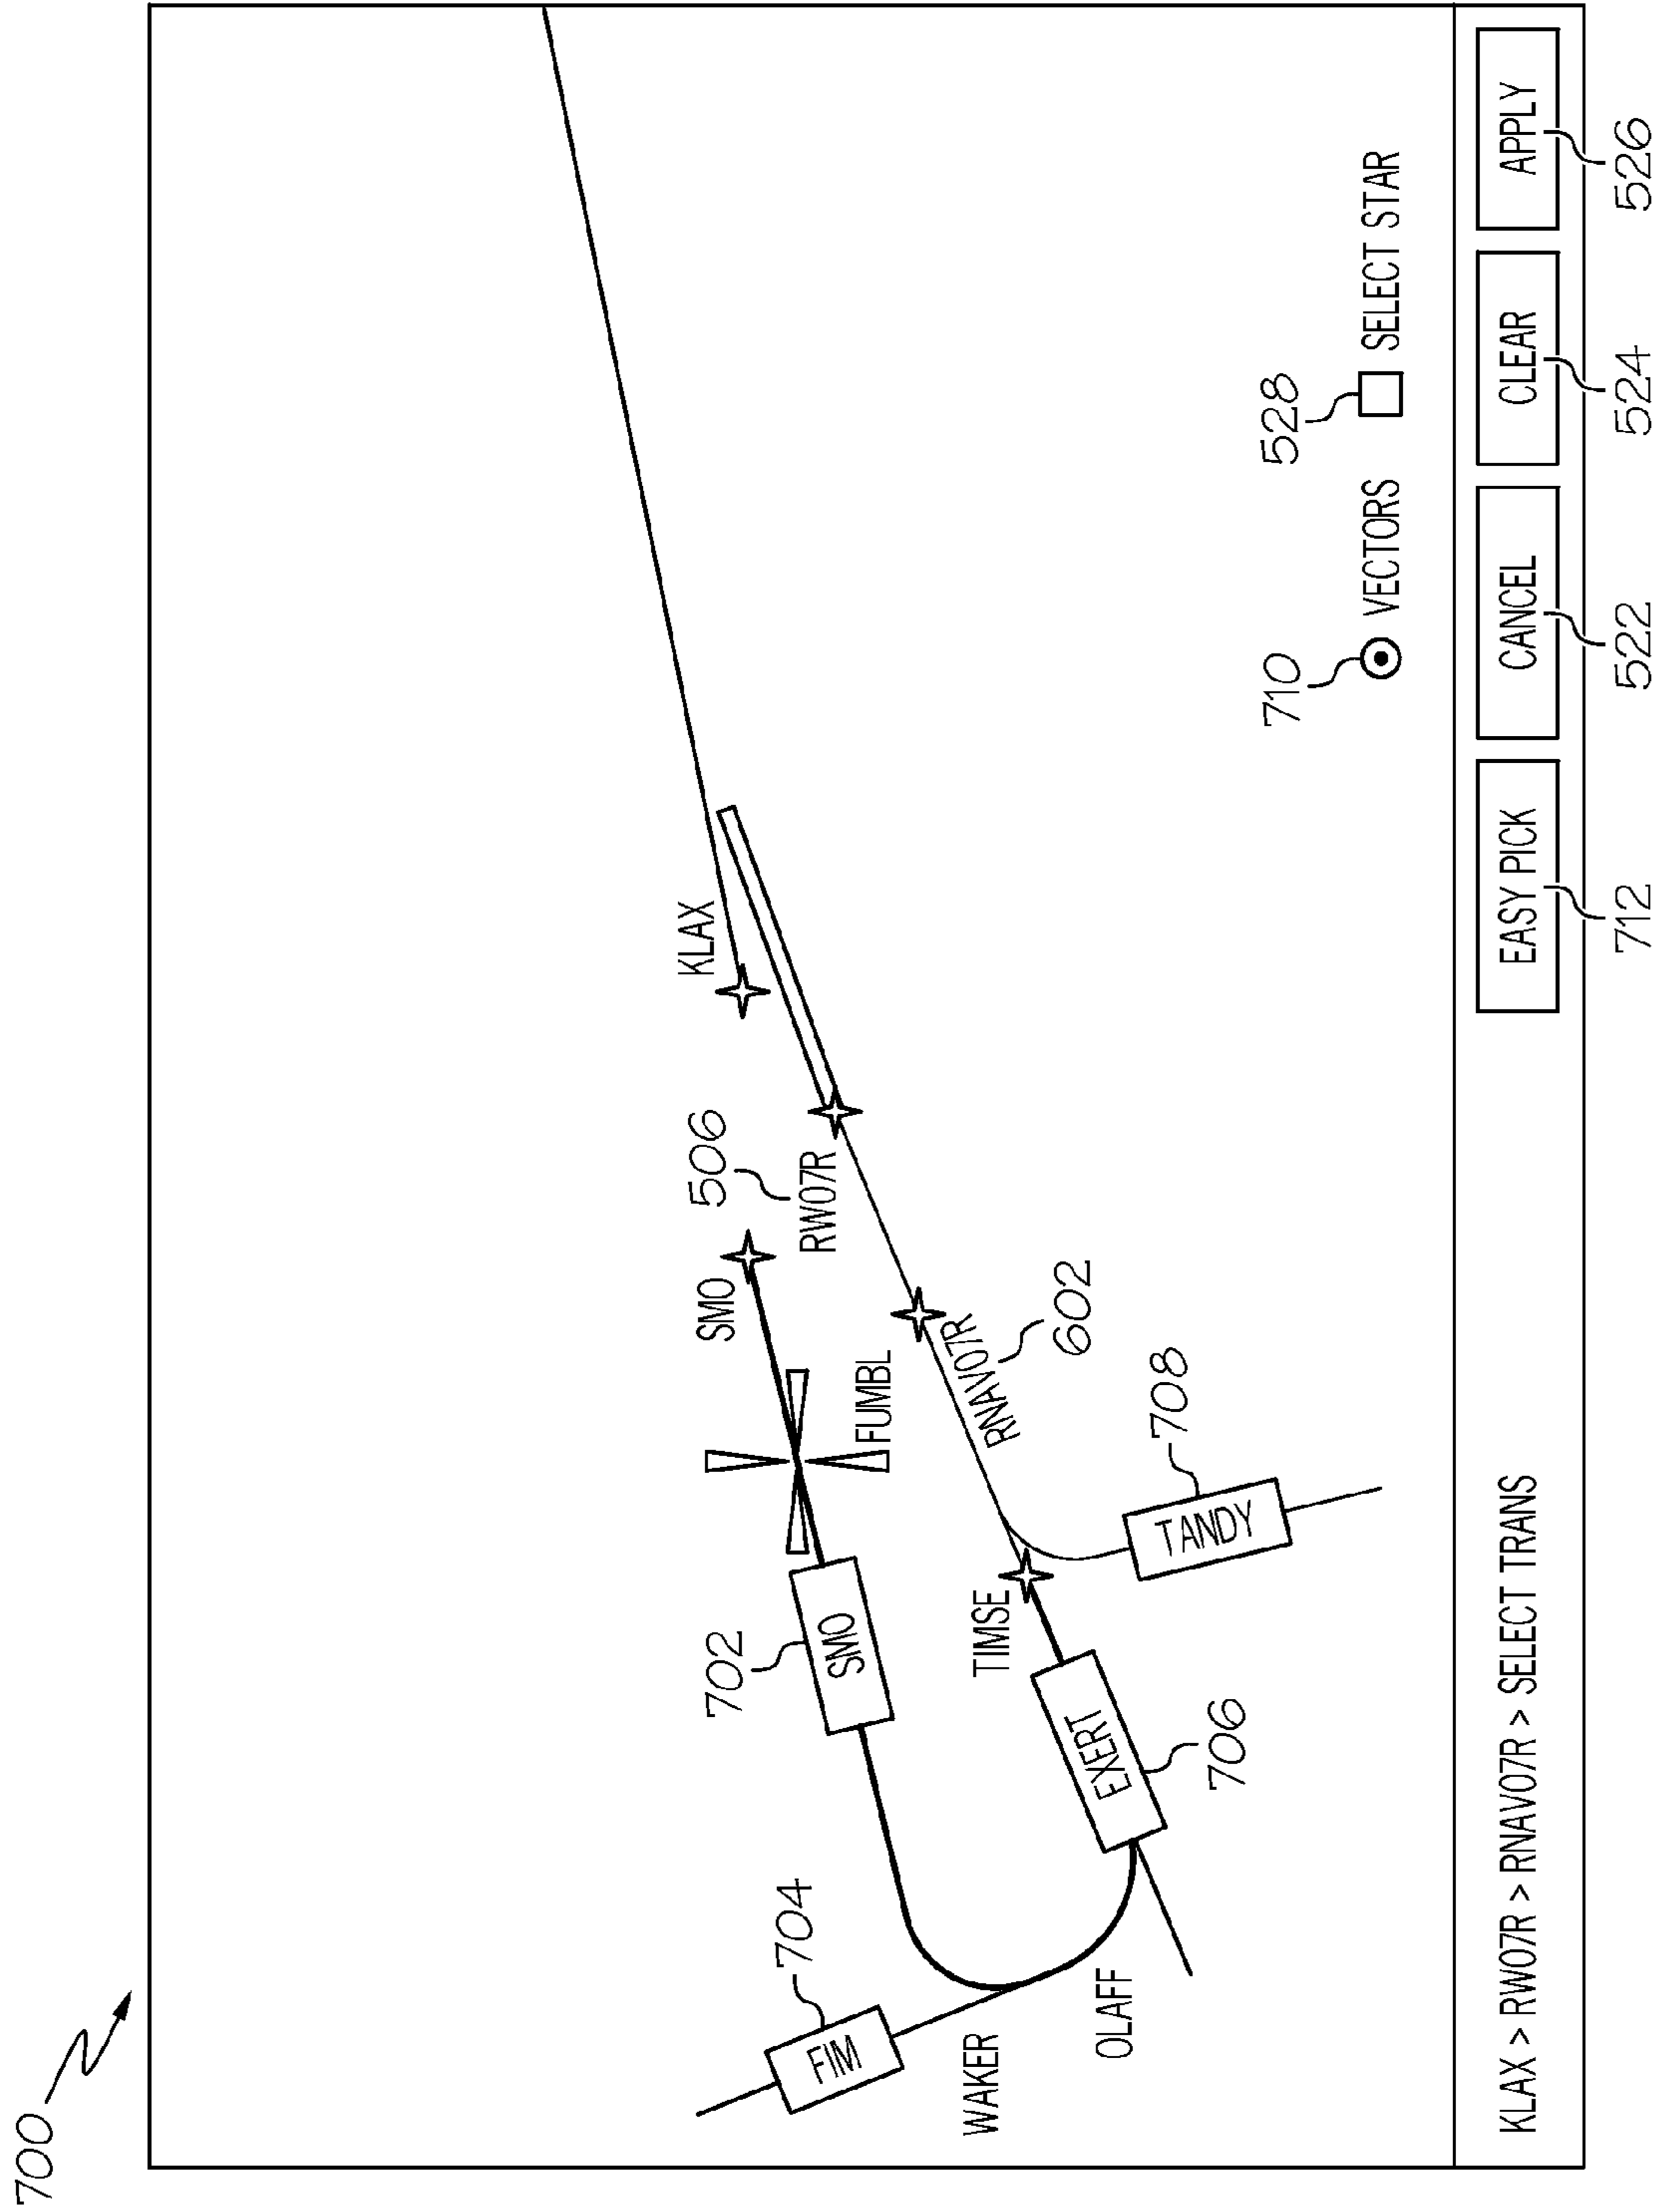 700
KLAX
506
SMO
RW07R
FUMBL
702
SMO
RNAV07R
602
704
FIM
TIMSE
708
TANDY
WAKER
EXERT
706
OLAFF
710
VECTORS
528
SELECT STAR
KLAX > RW07R > RNAV07R > SELECT TRANS
EASY PICK
CANCEL
CLEAR
APPLY
712
522
524
526